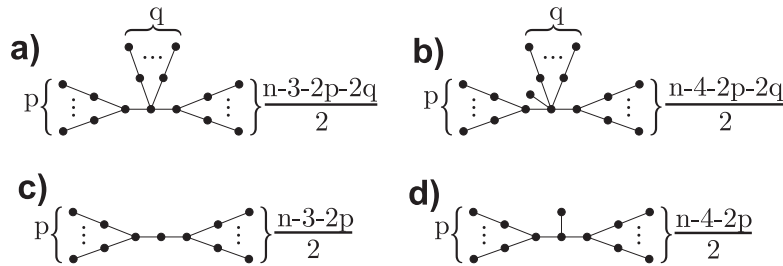 a)
q
...
p
n-3-2p-2q
2
b)
q
...
p
n-4-2p-2q
2
c)
p
n-3-2p
2
d)
p
n-4-2p
2